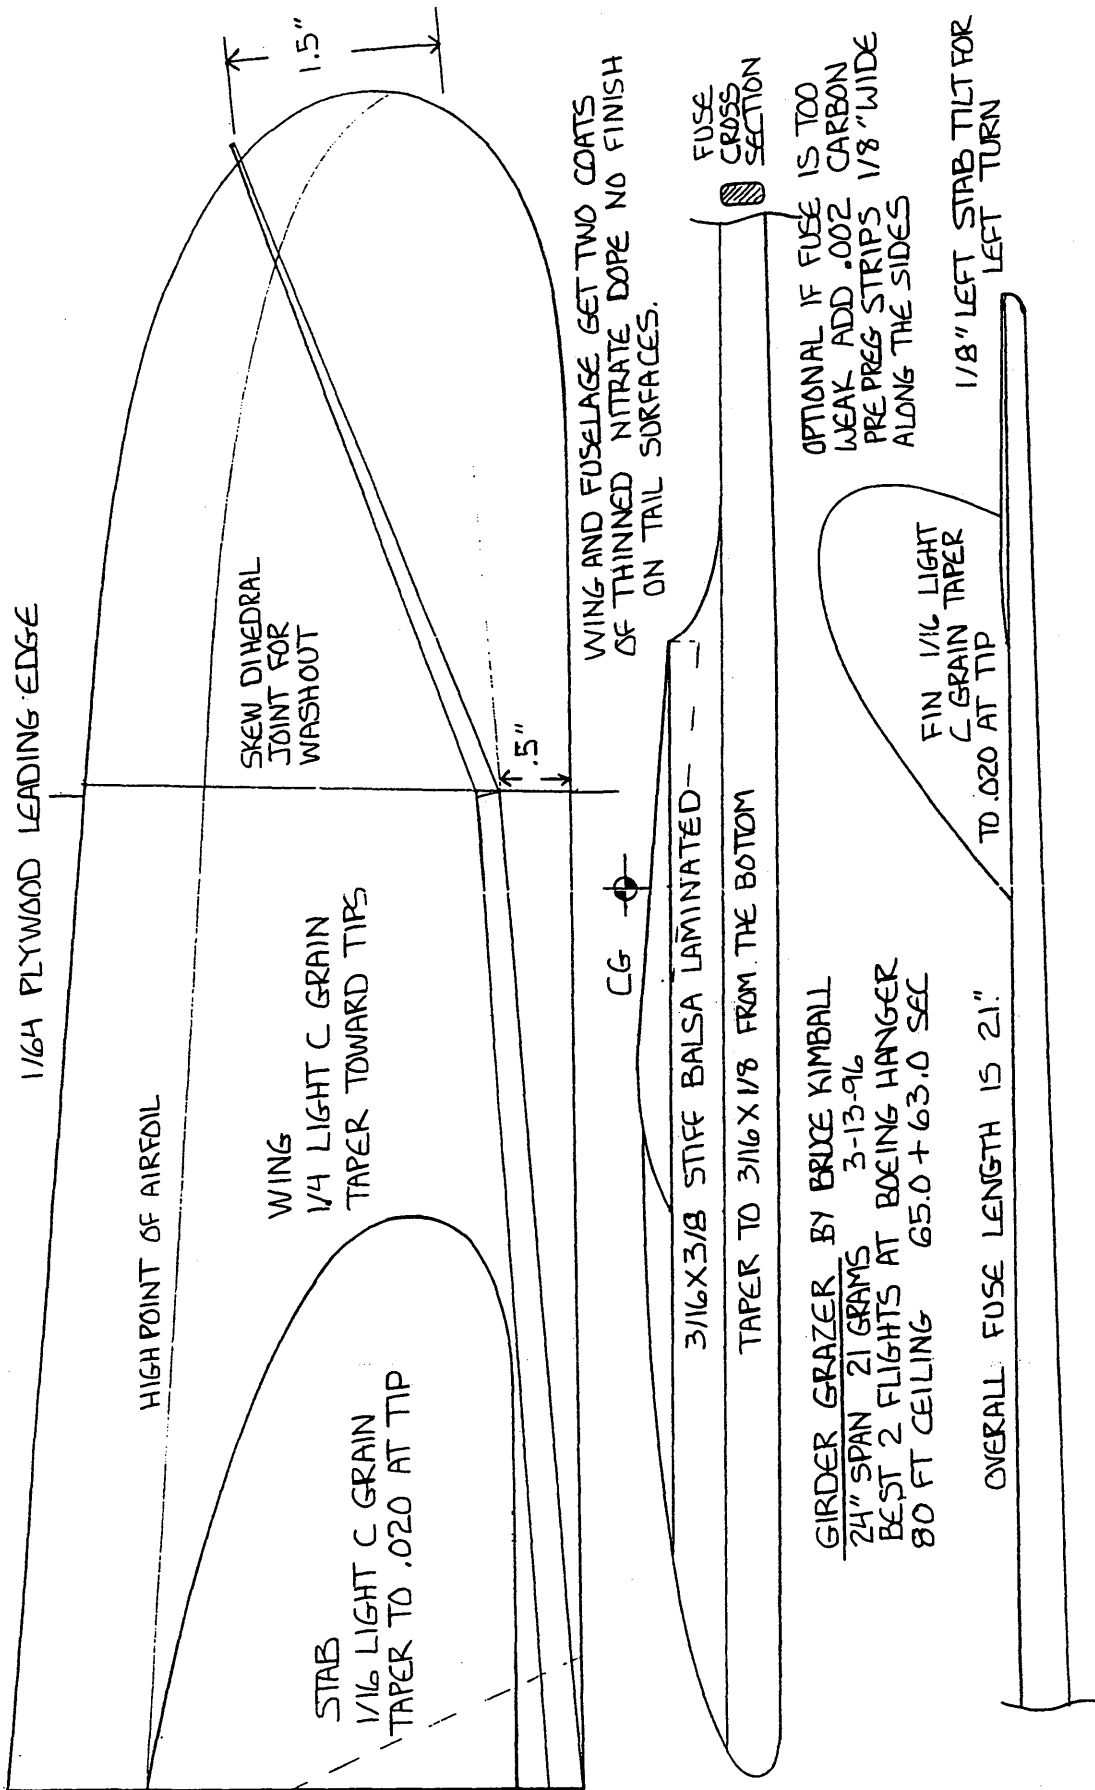 1/64 PLYWOOD LEADING EDGE
1.5"
HIGH POINT OF AIRFOIL
SKEW DIHEDRAL
JOINT FOR
WASHOUT
WING
1/4 LIGHT C GRAIN
TAPER TOWARD TIPS
STAB
1/16 LIGHT C GRAIN
TAPER TO .020 AT TIP
.5"
WING AND FUSELAGE GET TWO COATS
OF THINNED NITRATE DOPE NO FINISH
ON TAIL SURFACES.
CG
FUSE
CROSS
SECTION
3/16X3/8 STIFF BALSA LAMINATED
TAPER TO 3/16 X 1/8 FROM THE BOTTOM
OPTIONAL IF FUSE IS TOO
WEAK ADD .002 CARBON
PREPREG STRIPS 1/8" WIDE
ALONG THE SIDES
GIRDER GRAZER BY BRUCE KIMBALL
24" SPAN 21 GRAMS 3-13-96
BEST 2 FLIGHTS AT BOEING HANGER
80 FT CEILING 65.0 + 63.0 SEC
FIN 1/16 LIGHT
C GRAIN TAPER
TO .020 AT TIP
1/8" LEFT STAB TILT FOR
LEFT TURN
OVERALL FUSE LENGTH IS 21".